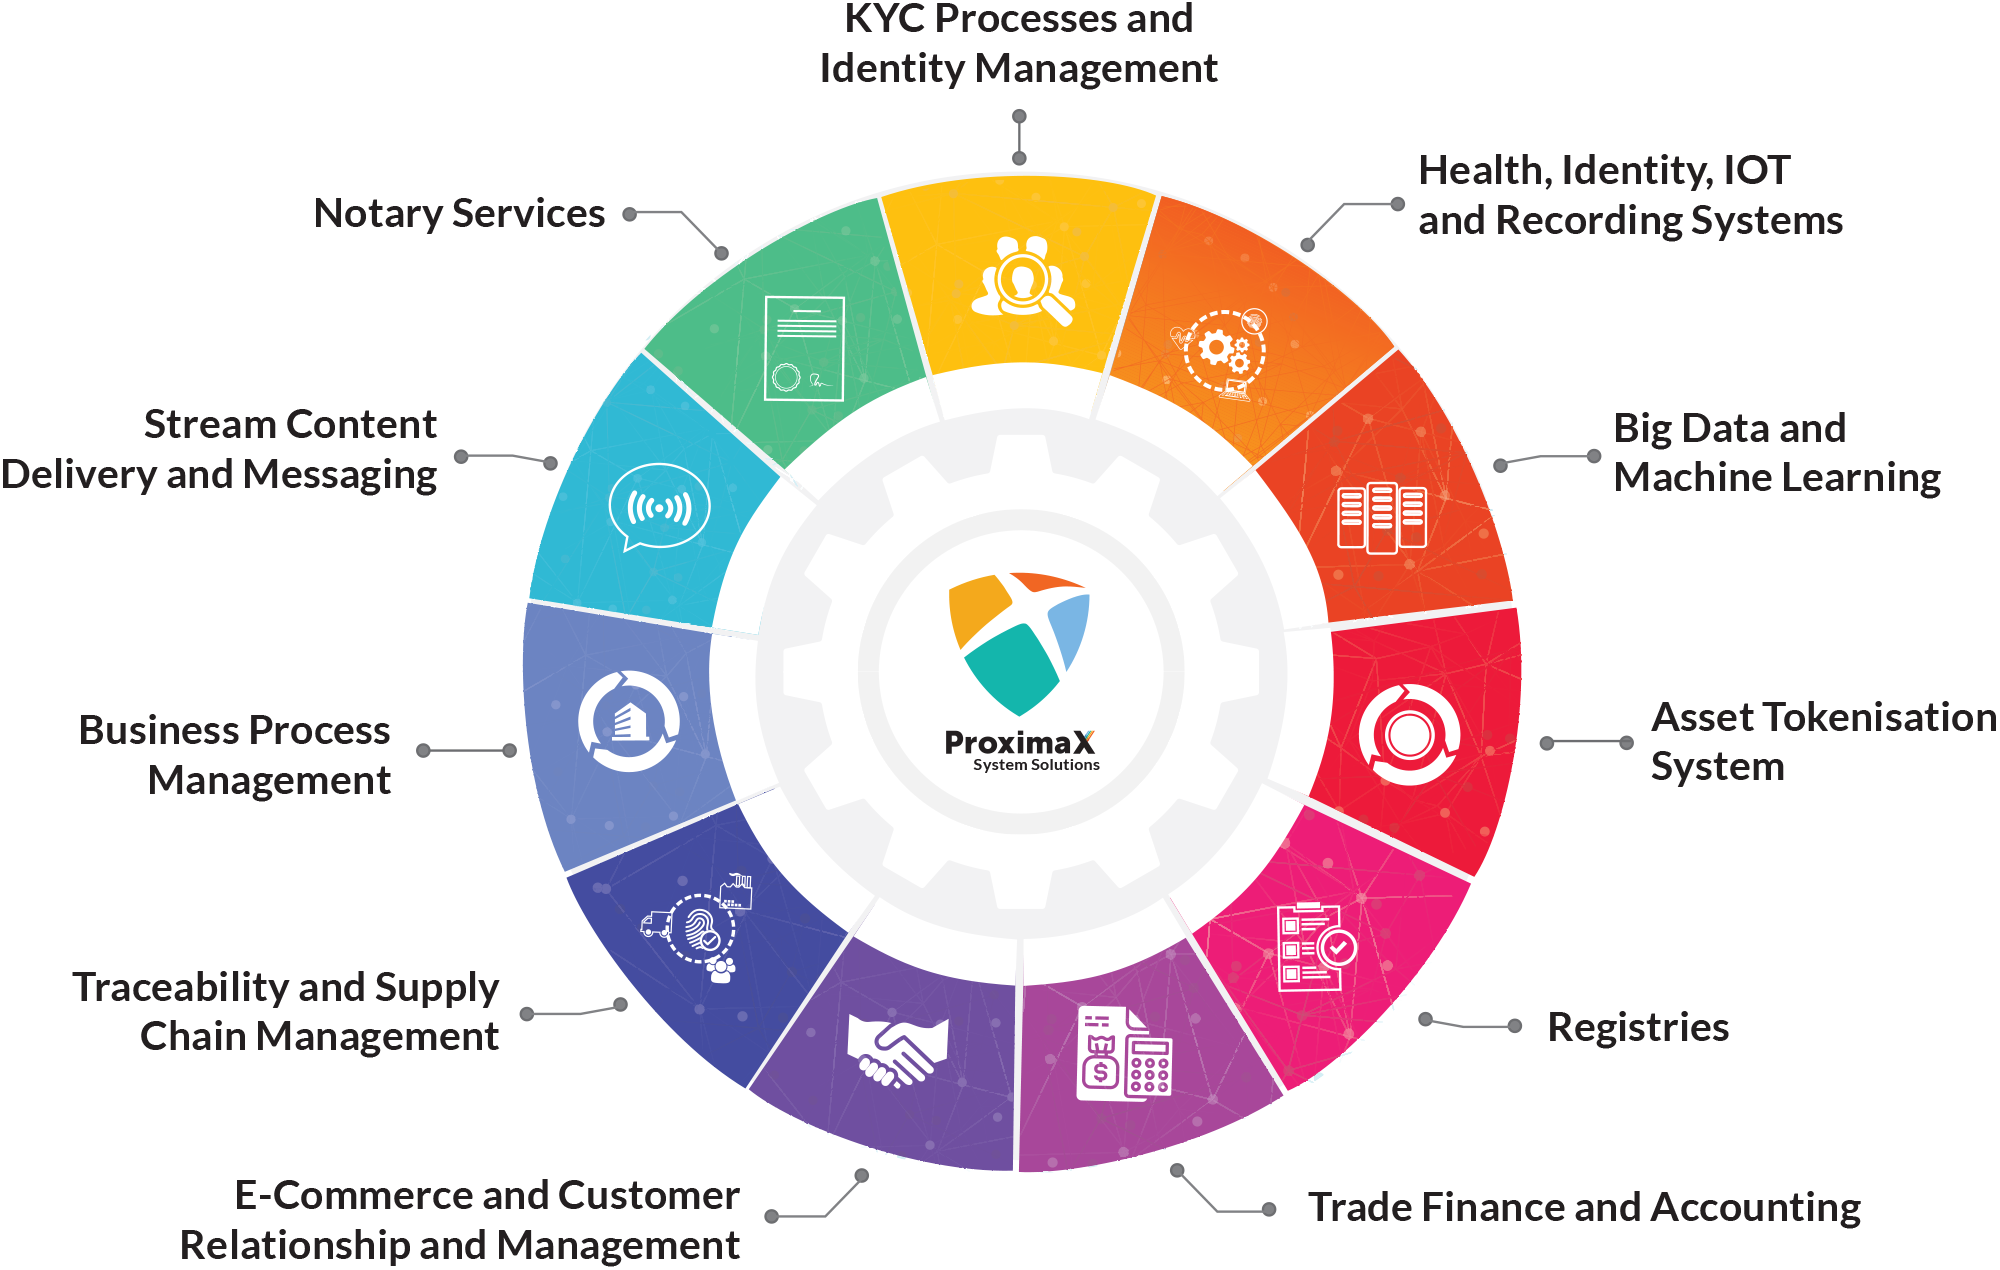 KYC Processes and
Identity Management
Health, Identity, IOT
and Recording Systems
Notary Services
Stream Content
Delivery and Messaging
Big Data and
Machine Learning
Business Process
Management
Asset Tokenisation
System
ProximaX
System Solutions
Traceability and Supply
Chain Management
Registries
E-Commerce and Customer
Relationship and Management
Trade Finance and Accounting
$